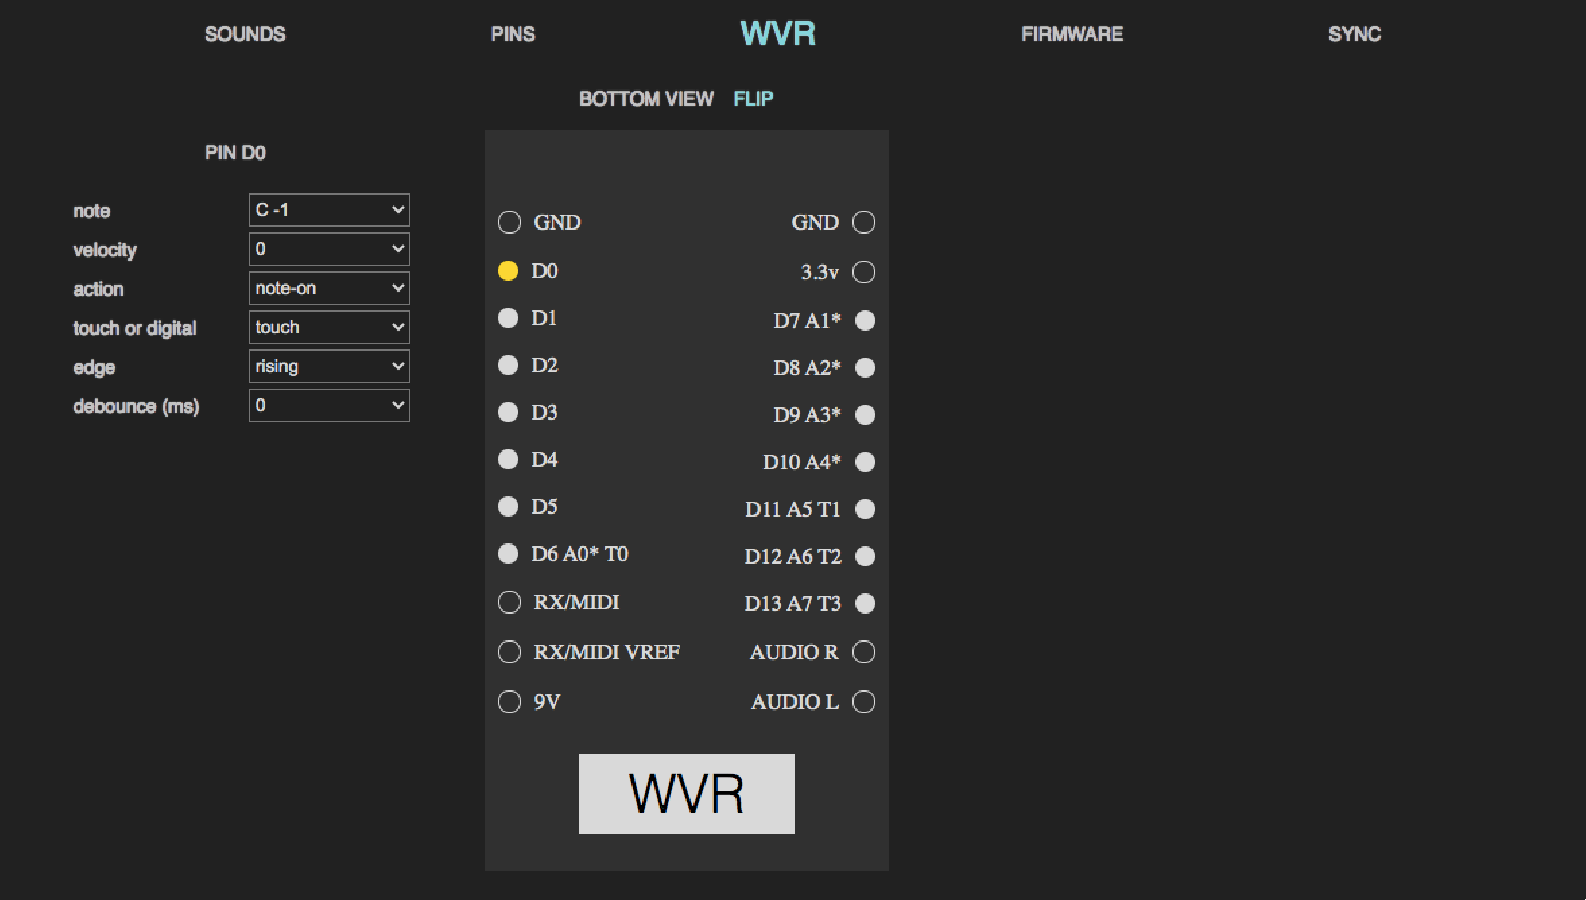 SOUNDS PINS WVR FIRMWARE SYNC
BOTTOM VIEW FLIP
PIN D0
note C -1
velocity 0
action note-on
touch or digital touch
edge rising
debounce (ms) 0
GND GND
D0 3.3v
D1 D7 A1*
D2 D8 A2*
D3 D9 A3*
D4 D10 A4*
D5 D11 A5 T1
D6 A0* T0 D12 A6 T2
RX/MIDI D13 A7 T3
RX/MIDI VREF AUDIO R
9V AUDIO L
WVR